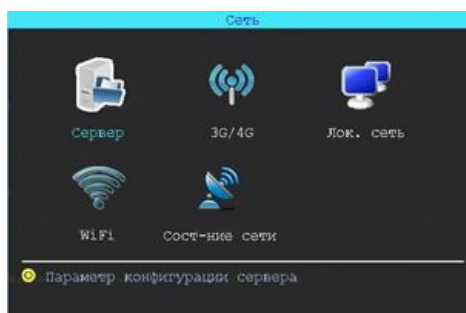 Сеть
Сервер 3G/4G Лок. сеть
WiFi Сост-ние сети
Параметр конфигурации сервера